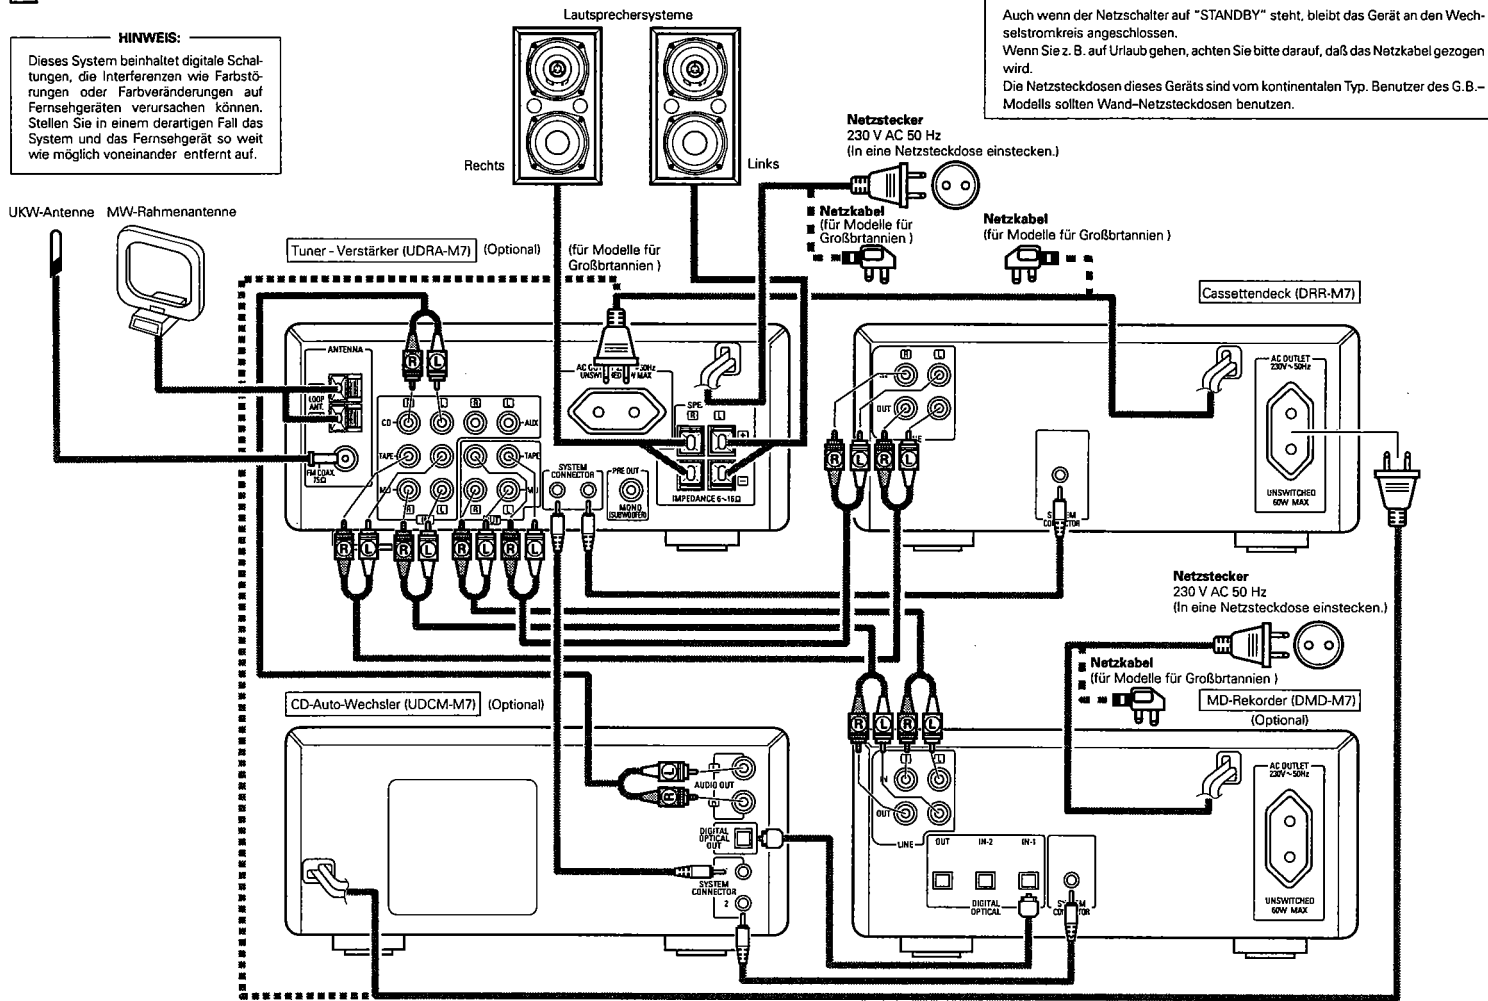 Lautsprechersysteme
HINWEIS:
Dieses System beinhaltet digitale Schal-
tungen, die Interferenzen wie Farbstö-
rungen oder Farbveränderungen auf
Fernsehgeräten verursachen können.
Stellen Sie in einem derartigen Fall das
System und das Fernsehgerät so weit
wie möglich voneinander entfernt auf.
Auch wenn der Netzschalter auf "STANDBY" steht, bleibt das Gerät an den Wech-
selstromkreis angeschlossen.
Wenn Sie z. B. auf Urlaub gehen, achten Sie bitte darauf, daß das Netzkabel gezogen
wird.
Die Netzsteckdosen dieses Geräts sind vom kontinentalen Typ. Benutzer des G.B.–
Modells sollten Wand–Netzsteckdosen benutzen.
Rechts
Links
Netzstecker
230 V AC 50 Hz
(In eine Netzsteckdose einstecken.)
UKW-Antenne
MW-Rahmenantenne
Netzkabel
(für Modelle für
Großbrtannien )
Netzkabel
(für Modelle für Großbrtannien )
Tuner - Verstärker (UDRA-M7)
(Optional)
(für Modelle für
Großbrtannien )
Cassettendeck (DRR-M7)
ANTENNA
LOOP
ANT.
FM COAX.
75Ω
R
L
R
L
R
L
CD
AUX
TAPE
TAPE
R
L
R
L
SYSTEM
CONNECTOR
PRE OUT
MONO
(SUBWOOFER)
R
L
+
−
IMPEDANCE 6~16Ω
R
L
R
L
R
L
R
L
R
L
R
L
OUT
R
L
R
L
AC OUTLET
230V~50Hz
UNSWITCHED
60W MAX
Netzstecker
230 V AC 50 Hz
(In eine Netzsteckdose einstecken.)
Netzkabel
(für Modelle für Großbrtannien )
CD-Auto-Wechsler (UDCM-M7)
(Optional)
MD-Rekorder (DMD-M7)
(Optional)
L
R
AUDIO OUT
DIGITAL
OPTICAL
OUT
SYSTEM
CONNECTOR
2
R
L
R
L
IN
OUT
LINE
OUT
IN-2
IN-1
DIGITAL
OPTICAL
AC OUTLET
230V~50Hz
UNSWITCHED
60W MAX